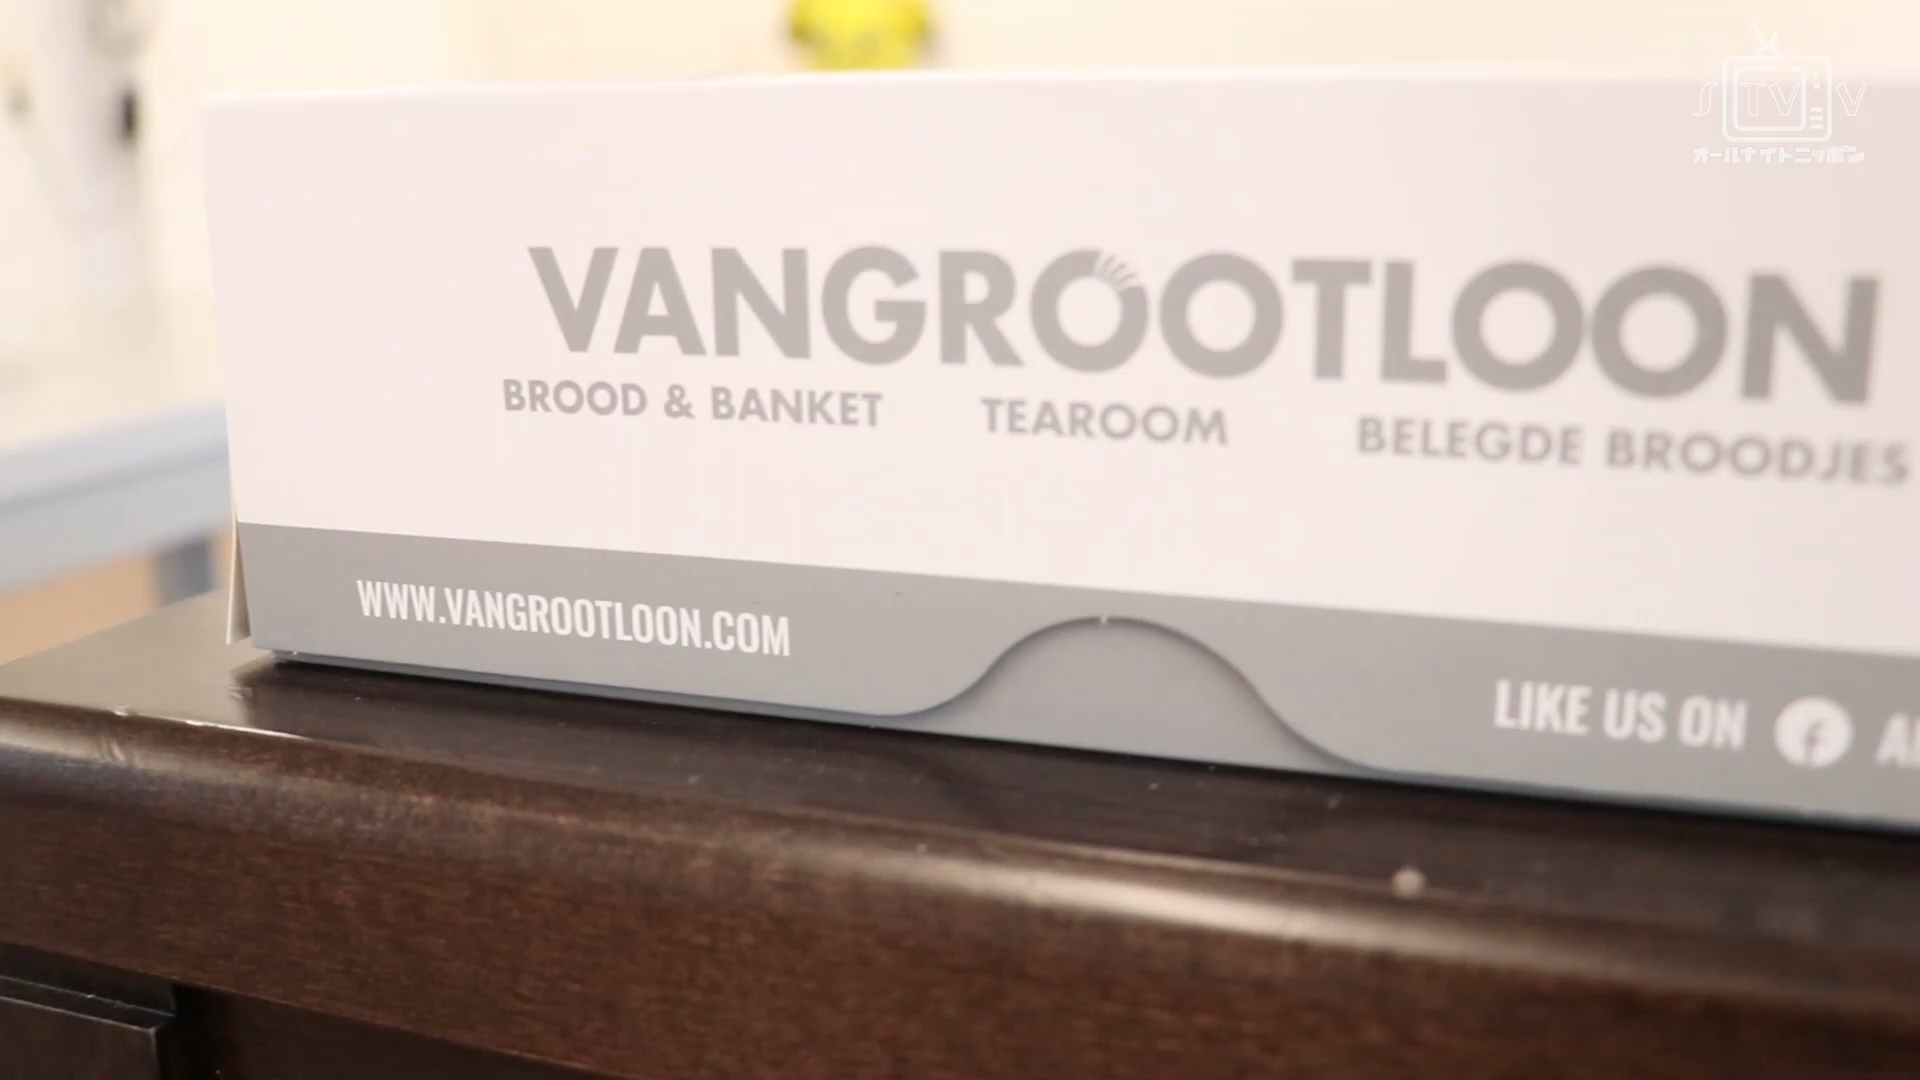 STVV
オールナイトニッポン
VANGROOTLOON
BROOD & BANKET TEAROOM BELEGDE BROODJES
WWW.VANGROOTLOON.COM
LIKE US ON